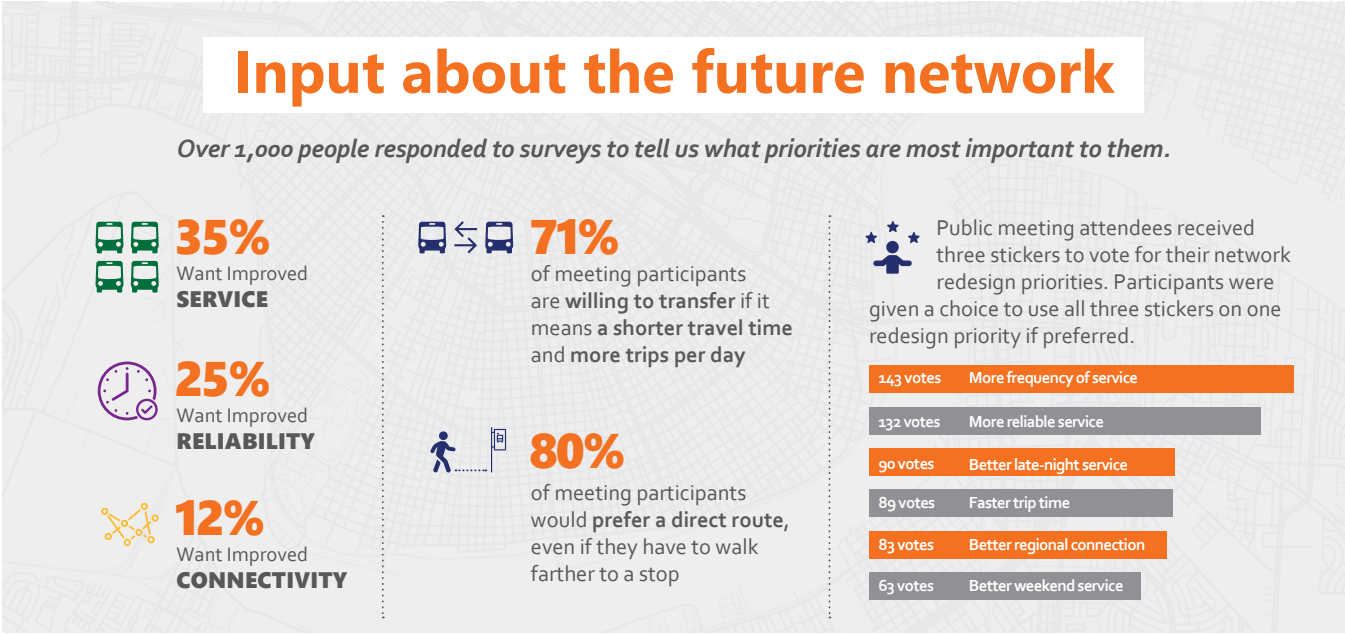 Input about the future network
Over 1,000 people responded to surveys to tell us what priorities are most important to them.
35%
Want Improved
SERVICE
25%
Want Improved
RELIABILITY
12%
Want Improved
CONNECTIVITY
71%
of meeting participants
are willing to transfer if it
means a shorter travel time
and more trips per day
80%
of meeting participants
would prefer a direct route,
even if they have to walk
farther to a stop
Public meeting attendees received
three stickers to vote for their network
redesign priorities. Participants were
given a choice to use all three stickers on one
redesign priority if preferred.
143 votes More frequency of service
132 votes More reliable service
90 votes Better late-night service
89 votes Faster trip time
83 votes Better regional connection
63 votes Better weekend service